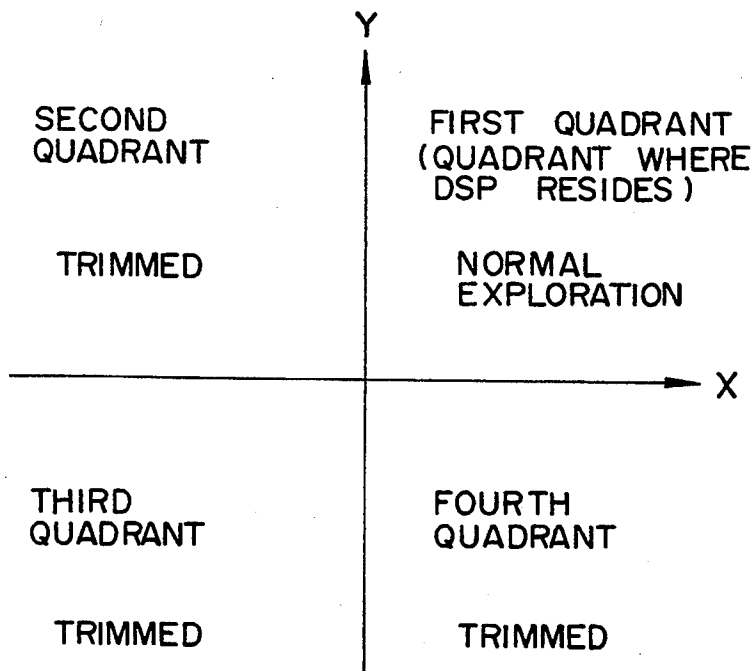 Y
SECOND
QUADRANT
TRIMMED
FIRST QUADRANT
(QUADRANT WHERE
DSP RESIDES)
NORMAL
EXPLORATION
X
THIRD
QUADRANT
TRIMMED
FOURTH
QUADRANT
TRIMMED